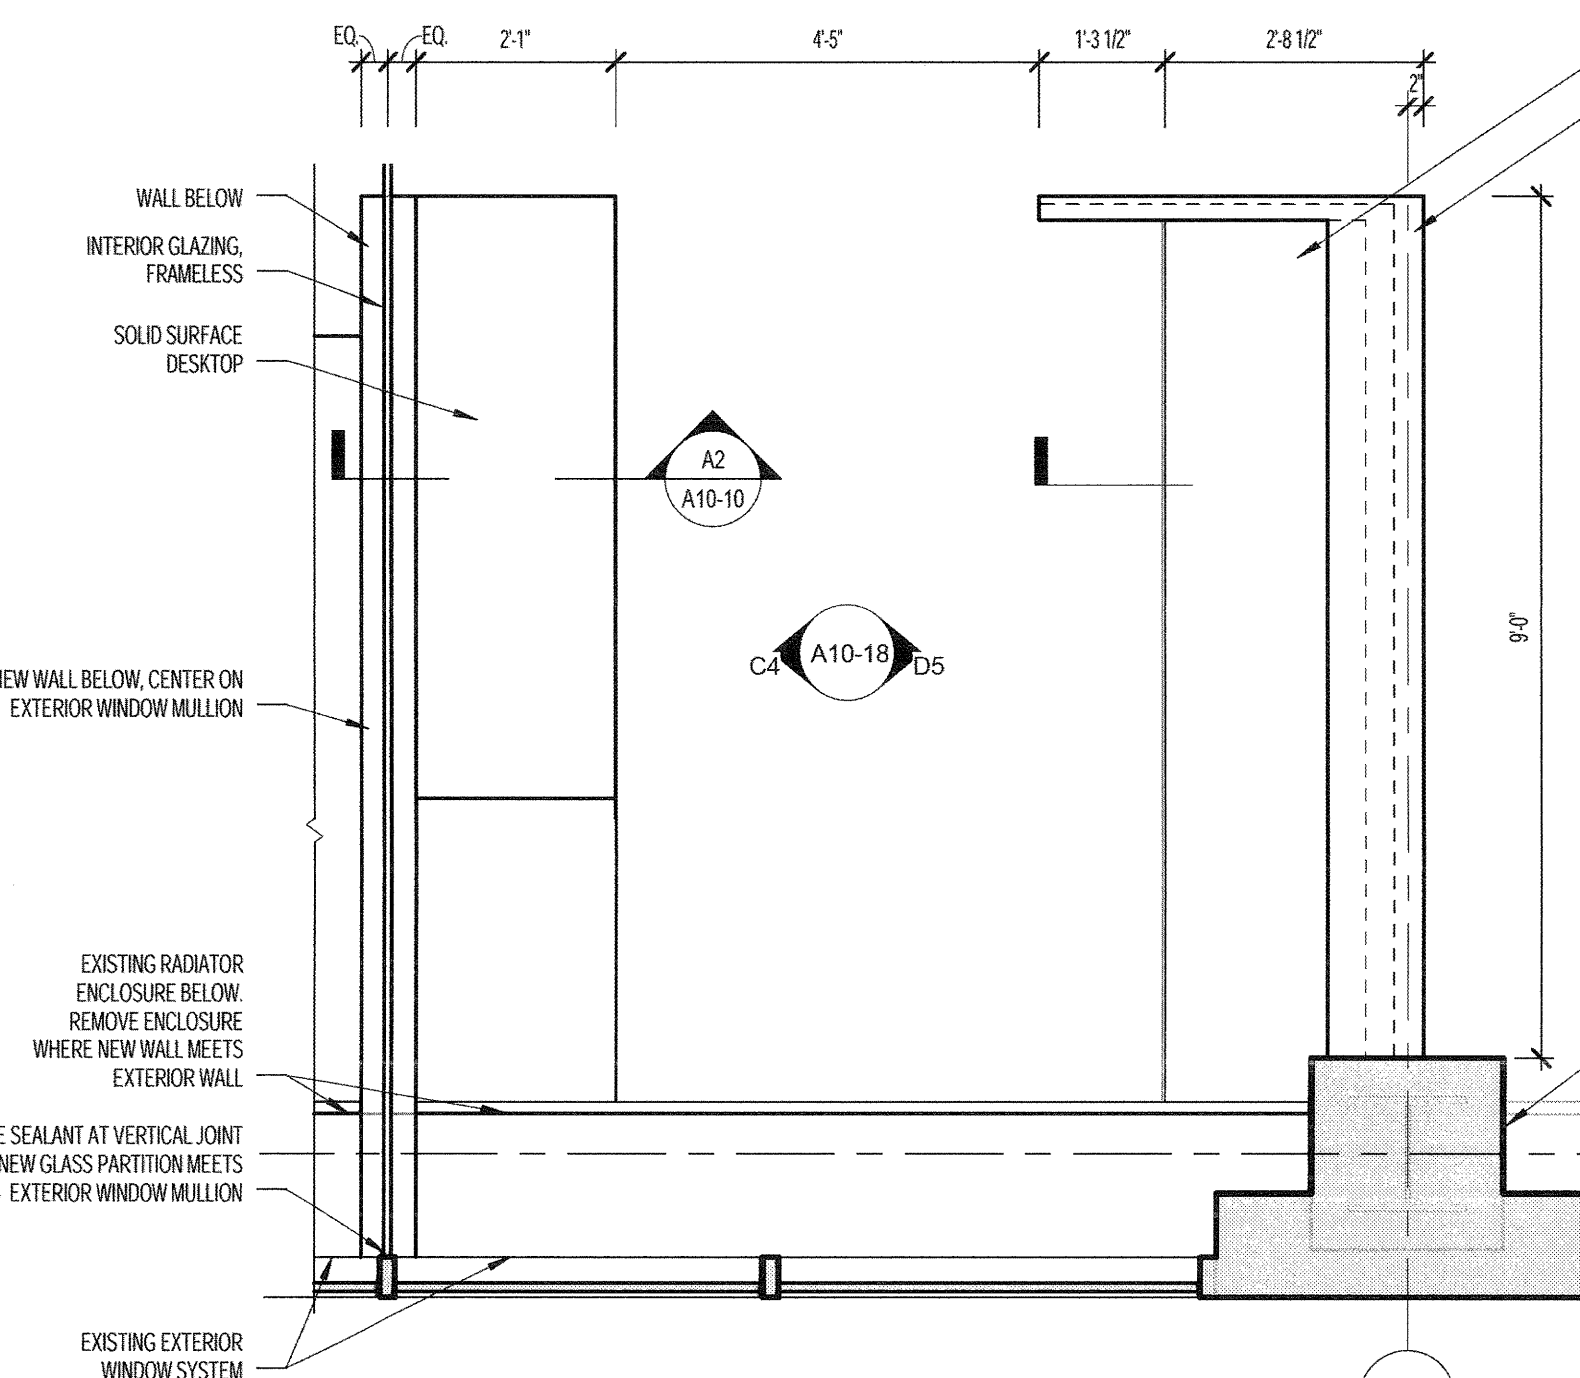 EQ. EQ. 2'-1" 4'-5" 1'-3 1/2" 2'-8 1/2"
2"
WALL BELOW
INTERIOR GLAZING,
FRAMELESS
SOLID SURFACE
DESKTOP
A2
A10-10
9'-0"
C4 A10-18 D5
EW WALL BELOW, CENTER ON
EXTERIOR WINDOW MULLION
EXISTING RADIATOR
ENCLOSURE BELOW.
REMOVE ENCLOSURE
WHERE NEW WALL MEETS
EXTERIOR WALL
E SEALANT AT VERTICAL JOINT
NEW GLASS PARTITION MEETS
EXTERIOR WINDOW MULLION
EXISTING EXTERIOR
WINDOW SYSTEM